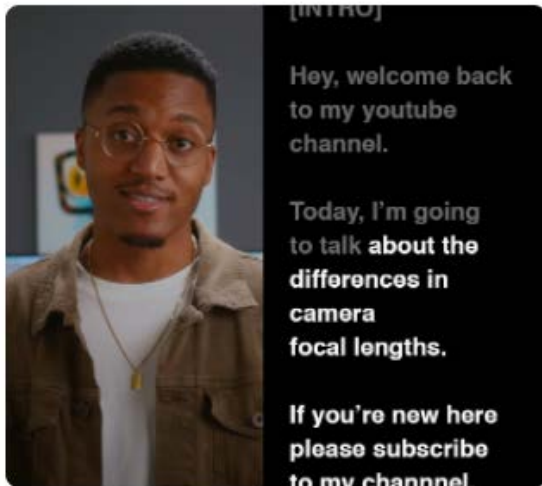 [INTRO]
Hey, welcome back
to my youtube
channel.
Today, I'm going
to talk about the
differences in
camera
focal lengths.
If you're new here
please subscribe
to my channnel